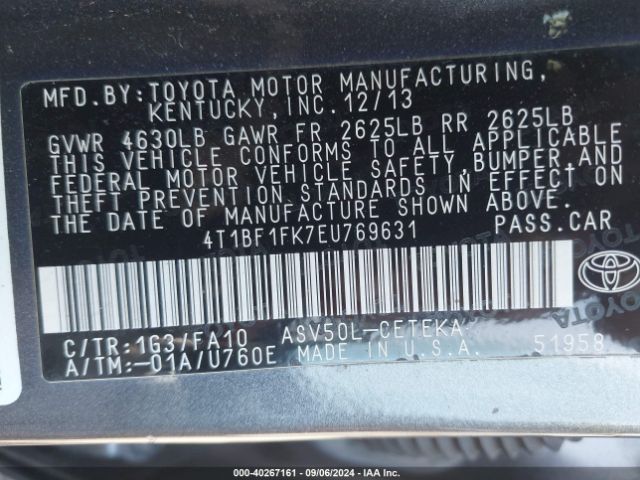 MFD.BY:TOYOTA MOTOR MANUFACTURING,
KENTUCKY,INC.12/13
GVWR 4630LB GAWR FR 2625LB RR 2625LB
THIS VEHICLE CONFORMS TO ALL APPLICABLE
FEDERAL MOTOR VEHICLE SAFETY,BUMPER,AND
THEFT PREVENTION STANDARDS IN EFFECT ON
THE DATE OF MANUFACTURE SHOWN ABOVE.
4T1BF1FK7EU769631 PASS.CAR
C/TR:1G3/FA10 ASV50L-CETEKA
A/TM:-01A/U760E MADE IN U.S.A. 51958
TOYOTA
000-40267161 - 09/06/2024 - IAA Inc.